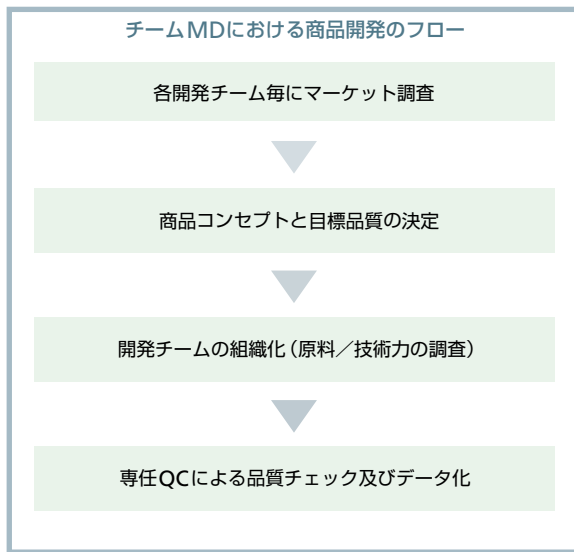 チームMDにおける商品開発のフロー
各開発チーム毎にマーケット調査
商品コンセプトと目標品質の決定
開発チームの組織化（原料／技術力の調査）
専任QCによる品質チェック及びデータ化